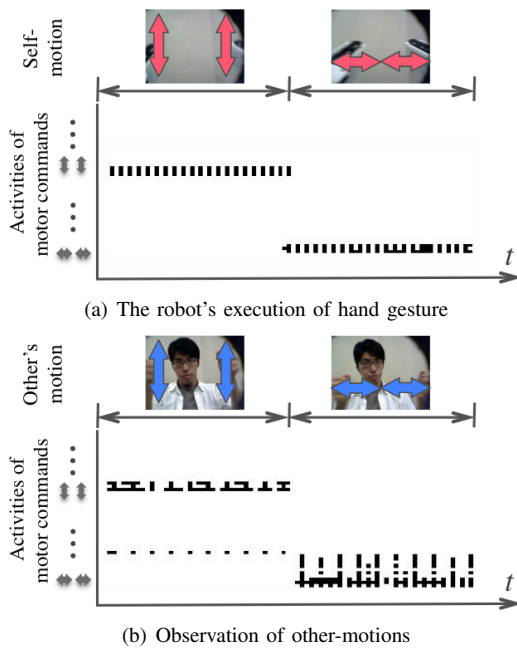 Self-
motion
Activities of
motor commands
t
(a) The robot's execution of hand gesture
Other's
motion
Activities of
motor commands
t
(b) Observation of other-motions